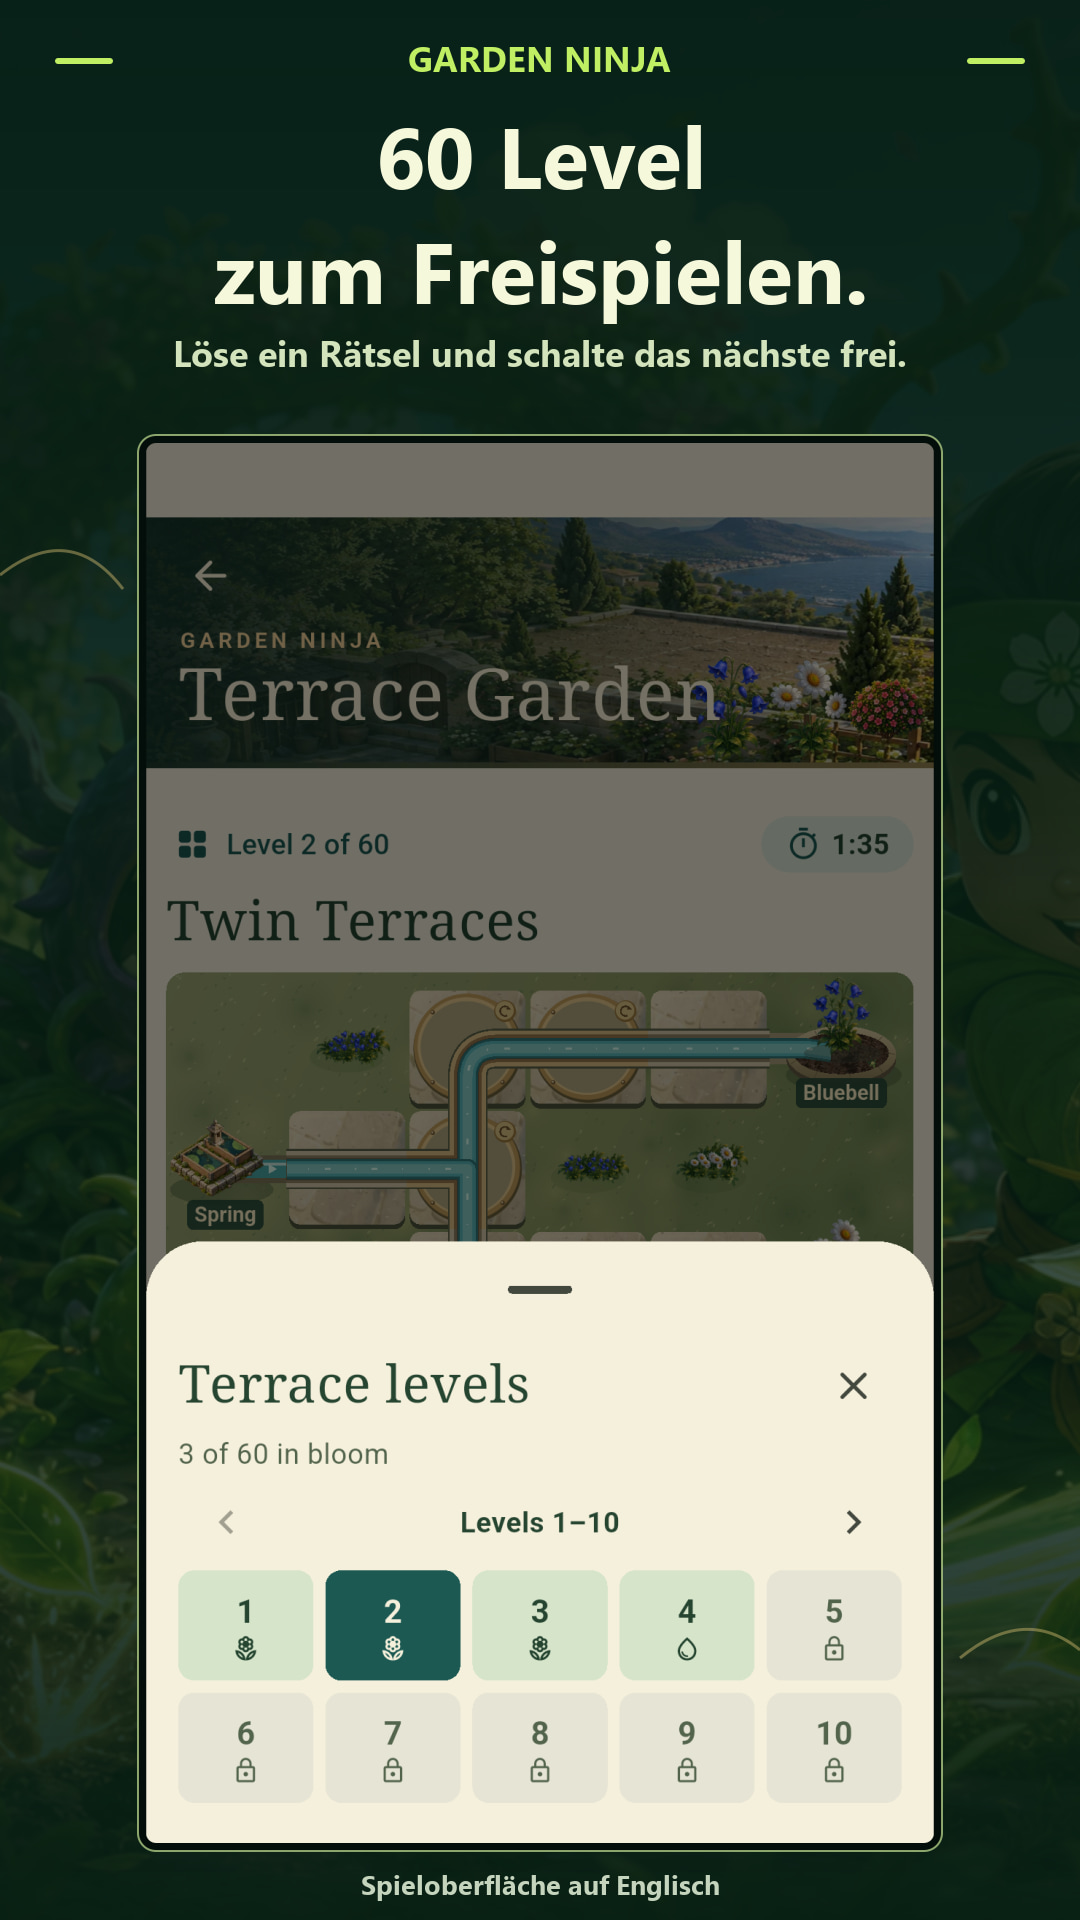 GARDEN NINJA
60 Level
zum Freispielen.
Löse ein Rätsel und schalte das nächste frei.
GARDEN NINJA
Terrace Garden
Level 2 of 60
1:35
Twin Terraces
Bluebell
Spring
Terrace levels
3 of 60 in bloom
Levels 1–10
1 2 3 4 5
6 7 8 9 10
Spieloberfläche auf Englisch